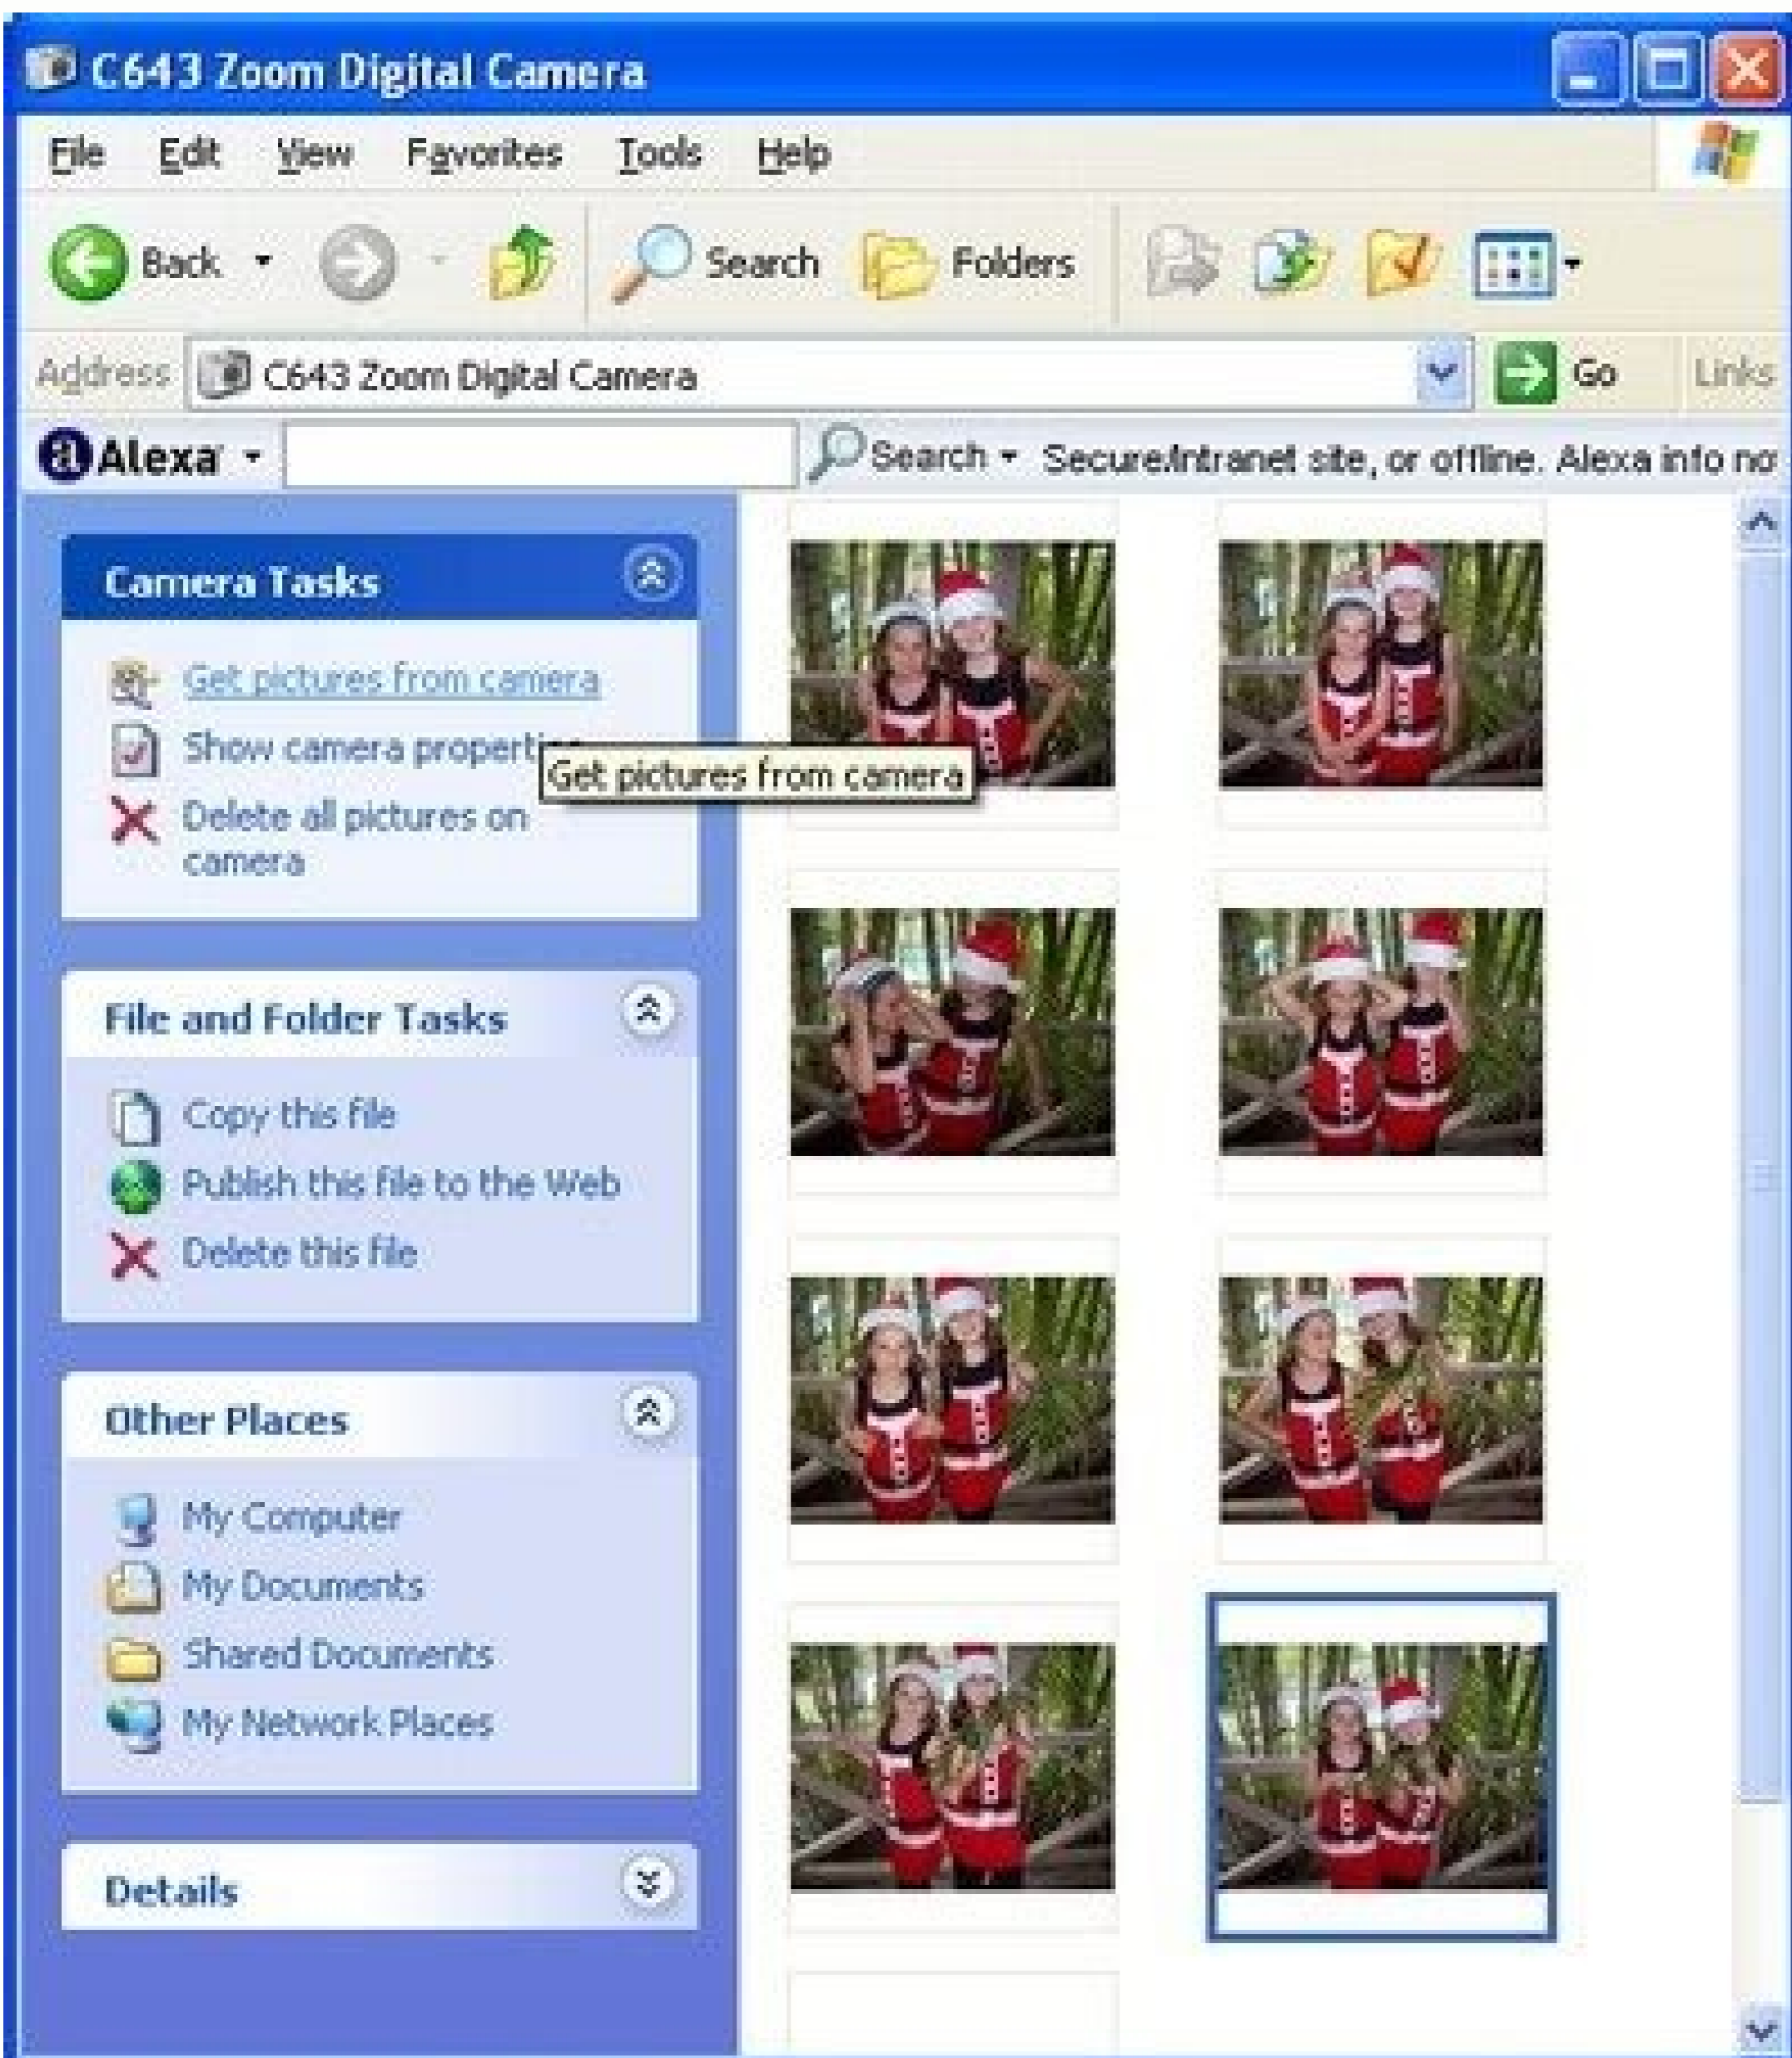 C643 Zoom Digital Camera
File Edit View Favorites Tools Help
Back Search Folders
Address C643 Zoom Digital Camera Go Links
Alexa Search Secure/Intranet site, or offline. Alexa info no
Camera Tasks
Get pictures from camera
Show camera properti
Get pictures from camera
Delete all pictures on
camera
File and Folder Tasks
Copy this file
Publish this file to the Web
Delete this file
Other Places
My Computer
My Documents
Shared Documents
My Network Places
Details